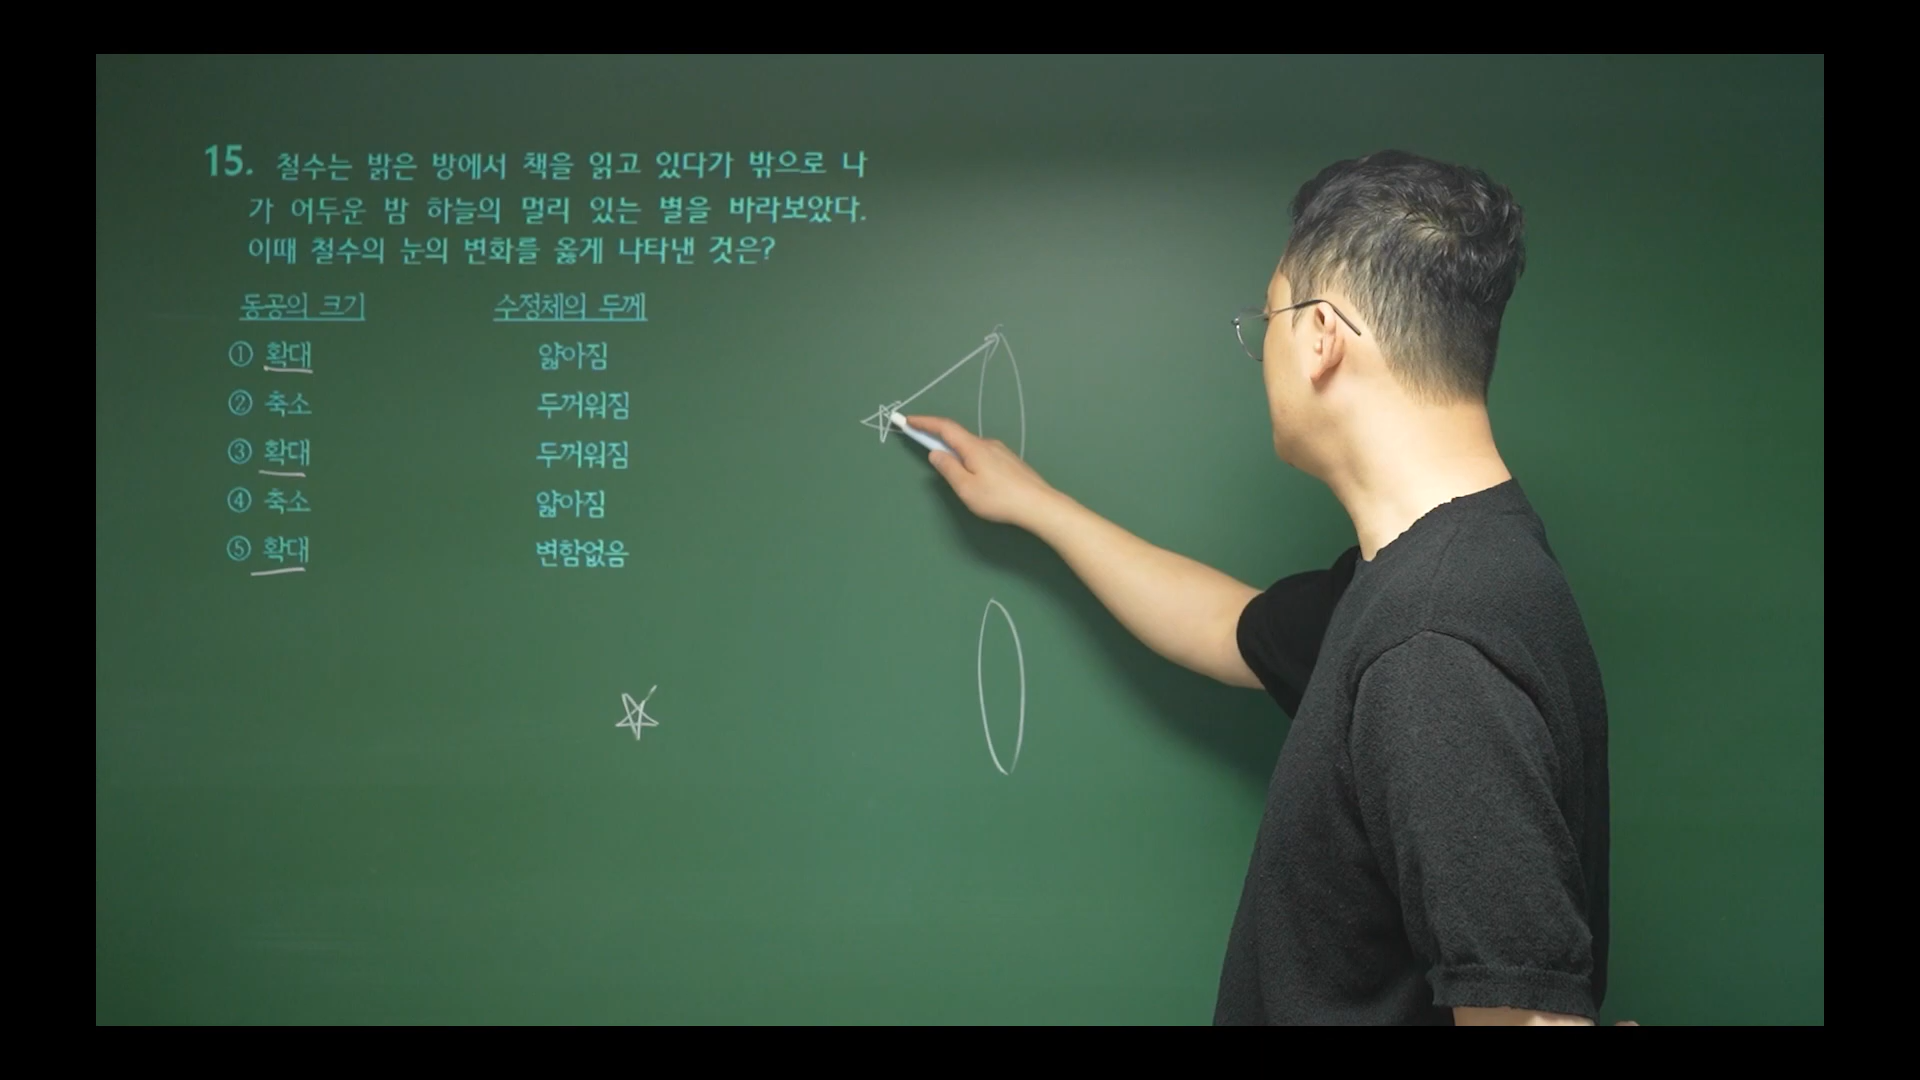 15. 철수는 밝은 방에서 책을 읽고 있다가 밖으로 나
가 어두운 밤 하늘의 멀리 있는 별을 바라보았다.
이때 철수의 눈의 변화를 옳게 나타낸 것은?
동공의 크기 수정체의 두께
① 확대 얇아짐
② 축소 두꺼워짐
③ 확대 두꺼워짐
④ 축소 얇아짐
⑤ 확대 변함없음